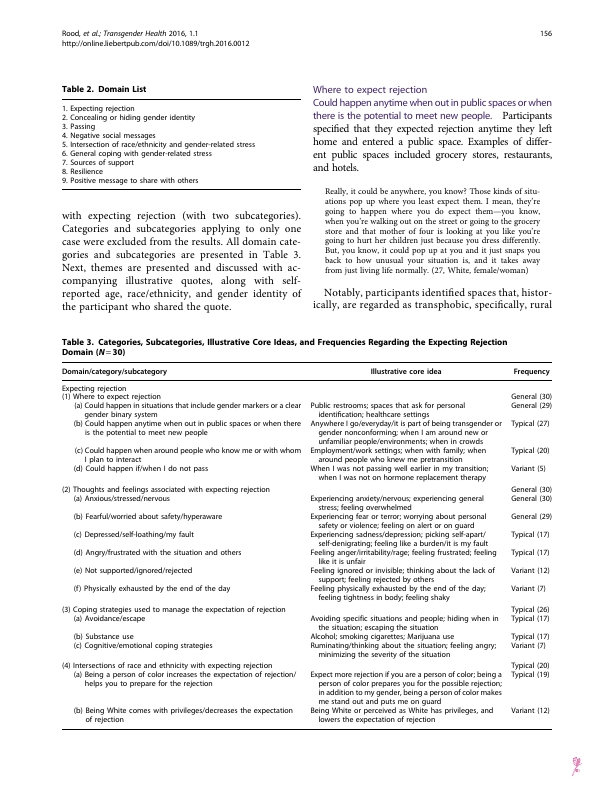 Rood, et al.; Transgender Health 2016, 1.1
http://online.liebertpub.com/doi/10.1089/trgh.2016.0012
156
Table 2. Domain List
1. Expecting rejection
2. Concealing or hiding gender identity
3. Passing
4. Negative social messages
5. Intersection of race/ethnicity and gender-related stress
6. General coping with gender-related stress
7. Sources of support
8. Resilience
9. Positive message to share with others
with expecting rejection (with two subcategories).
Categories and subcategories applying to only one
case were excluded from the results. All domain cate-
gories and subcategories are presented in Table 3.
Next, themes are presented and discussed with ac-
companying illustrative quotes, along with self-
reported age, race/ethnicity, and gender identity of
the participant who shared the quote.
Where to expect rejection
Could happen anytime when out in public spaces or when
there is the potential to meet new people. Participants
specified that they expected rejection anytime they left
home and entered a public space. Examples of differ-
ent public spaces included grocery stores, restaurants,
and hotels.
Really, it could be anywhere, you know? Those kinds of situ-
ations pop up where you least expect them. I mean, they're
going to happen where you do expect them—you know,
when you're walking out on the street or going to the grocery
store and that mother of four is looking at you like you're
going to hurt her children just because you dress differently.
But, you know, it could pop up at you and it just snaps you
back to how unusual your situation is, and it takes away
from just living life normally. (27, White, female/woman)
Notably, participants identified spaces that, histor-
ically, are regarded as transphobic, specifically, rural
Table 3. Categories, Subcategories, Illustrative Core Ideas, and Frequencies Regarding the Expecting Rejection
Domain (N=30)
Domain/category/subcategory Illustrative core idea Frequency
Expecting rejection
(1) Where to expect rejection General (30)
(a) Could happen in situations that include gender markers or a clear Public restrooms; spaces that ask for personal General (29)
gender binary system identification; healthcare settings
(b) Could happen anytime when out in public spaces or when there Anywhere I go/everyday/it is part of being transgender or Typical (27)
is the potential to meet new people gender nonconforming; when I am around new or
unfamiliar people/environments; when in crowds
(c) Could happen when around people who know me or with whom Employment/work settings; when with family; when Typical (20)
I plan to interact around people who knew me pretransition
(d) Could happen if/when I do not pass When I was not passing well earlier in my transition; Variant (5)
when I was not on hormone replacement therapy
(2) Thoughts and feelings associated with expecting rejection General (30)
(a) Anxious/stressed/nervous Experiencing anxiety/nervous; experiencing general General (30)
stress; feeling overwhelmed
(b) Fearful/worried about safety/hyperaware Experiencing fear or terror; worrying about personal General (29)
safety or violence; feeling on alert or on guard
(c) Depressed/self-loathing/my fault Experiencing sadness/depression; picking self-apart/ Typical (17)
self-denigrating; feeling like a burden/it is my fault
(d) Angry/frustrated with the situation and others Feeling anger/irritability/rage; feeling frustrated; feeling Typical (17)
like it is unfair
(e) Not supported/ignored/rejected Feeling ignored or invisible; thinking about the lack of Variant (12)
support; feeling rejected by others
(f) Physically exhausted by the end of the day Feeling physically exhausted by the end of the day; Variant (7)
feeling tightness in body; feeling shaky
(3) Coping strategies used to manage the expectation of rejection Typical (26)
(a) Avoidance/escape Avoiding specific situations and people; hiding when in Typical (17)
the situation; escaping the situation
(b) Substance use Alcohol; smoking cigarettes; Marijuana use Typical (17)
(c) Cognitive/emotional coping strategies Ruminating/thinking about the situation; feeling angry; Variant (7)
minimizing the severity of the situation
(4) Intersections of race and ethnicity with expecting rejection Typical (20)
(a) Being a person of color increases the expectation of rejection/ Expect more rejection if you are a person of color; being a Typical (19)
helps you to prepare for the rejection person of color prepares you for the possible rejection;
in addition to my gender, being a person of color makes
me stand out and puts me on guard
(b) Being White comes with privileges/decreases the expectation Being White or perceived as White has privileges, and Variant (12)
of rejection lowers the expectation of rejection